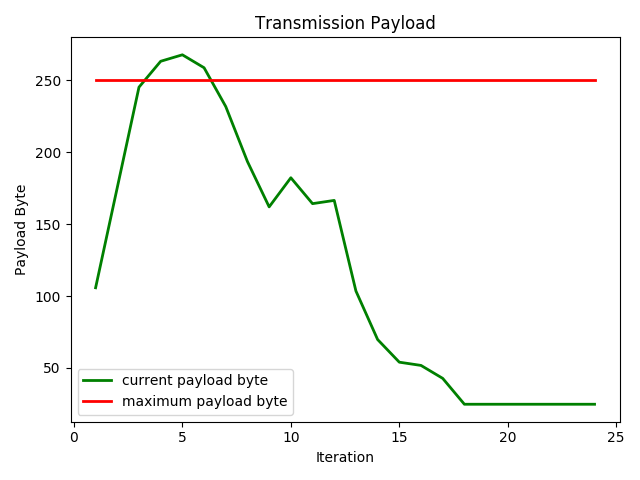 Transmission Payload
Payload Byte
250
200
150
100
50
current payload byte
maximum payload byte
0
5
10
15
20
25
Iteration